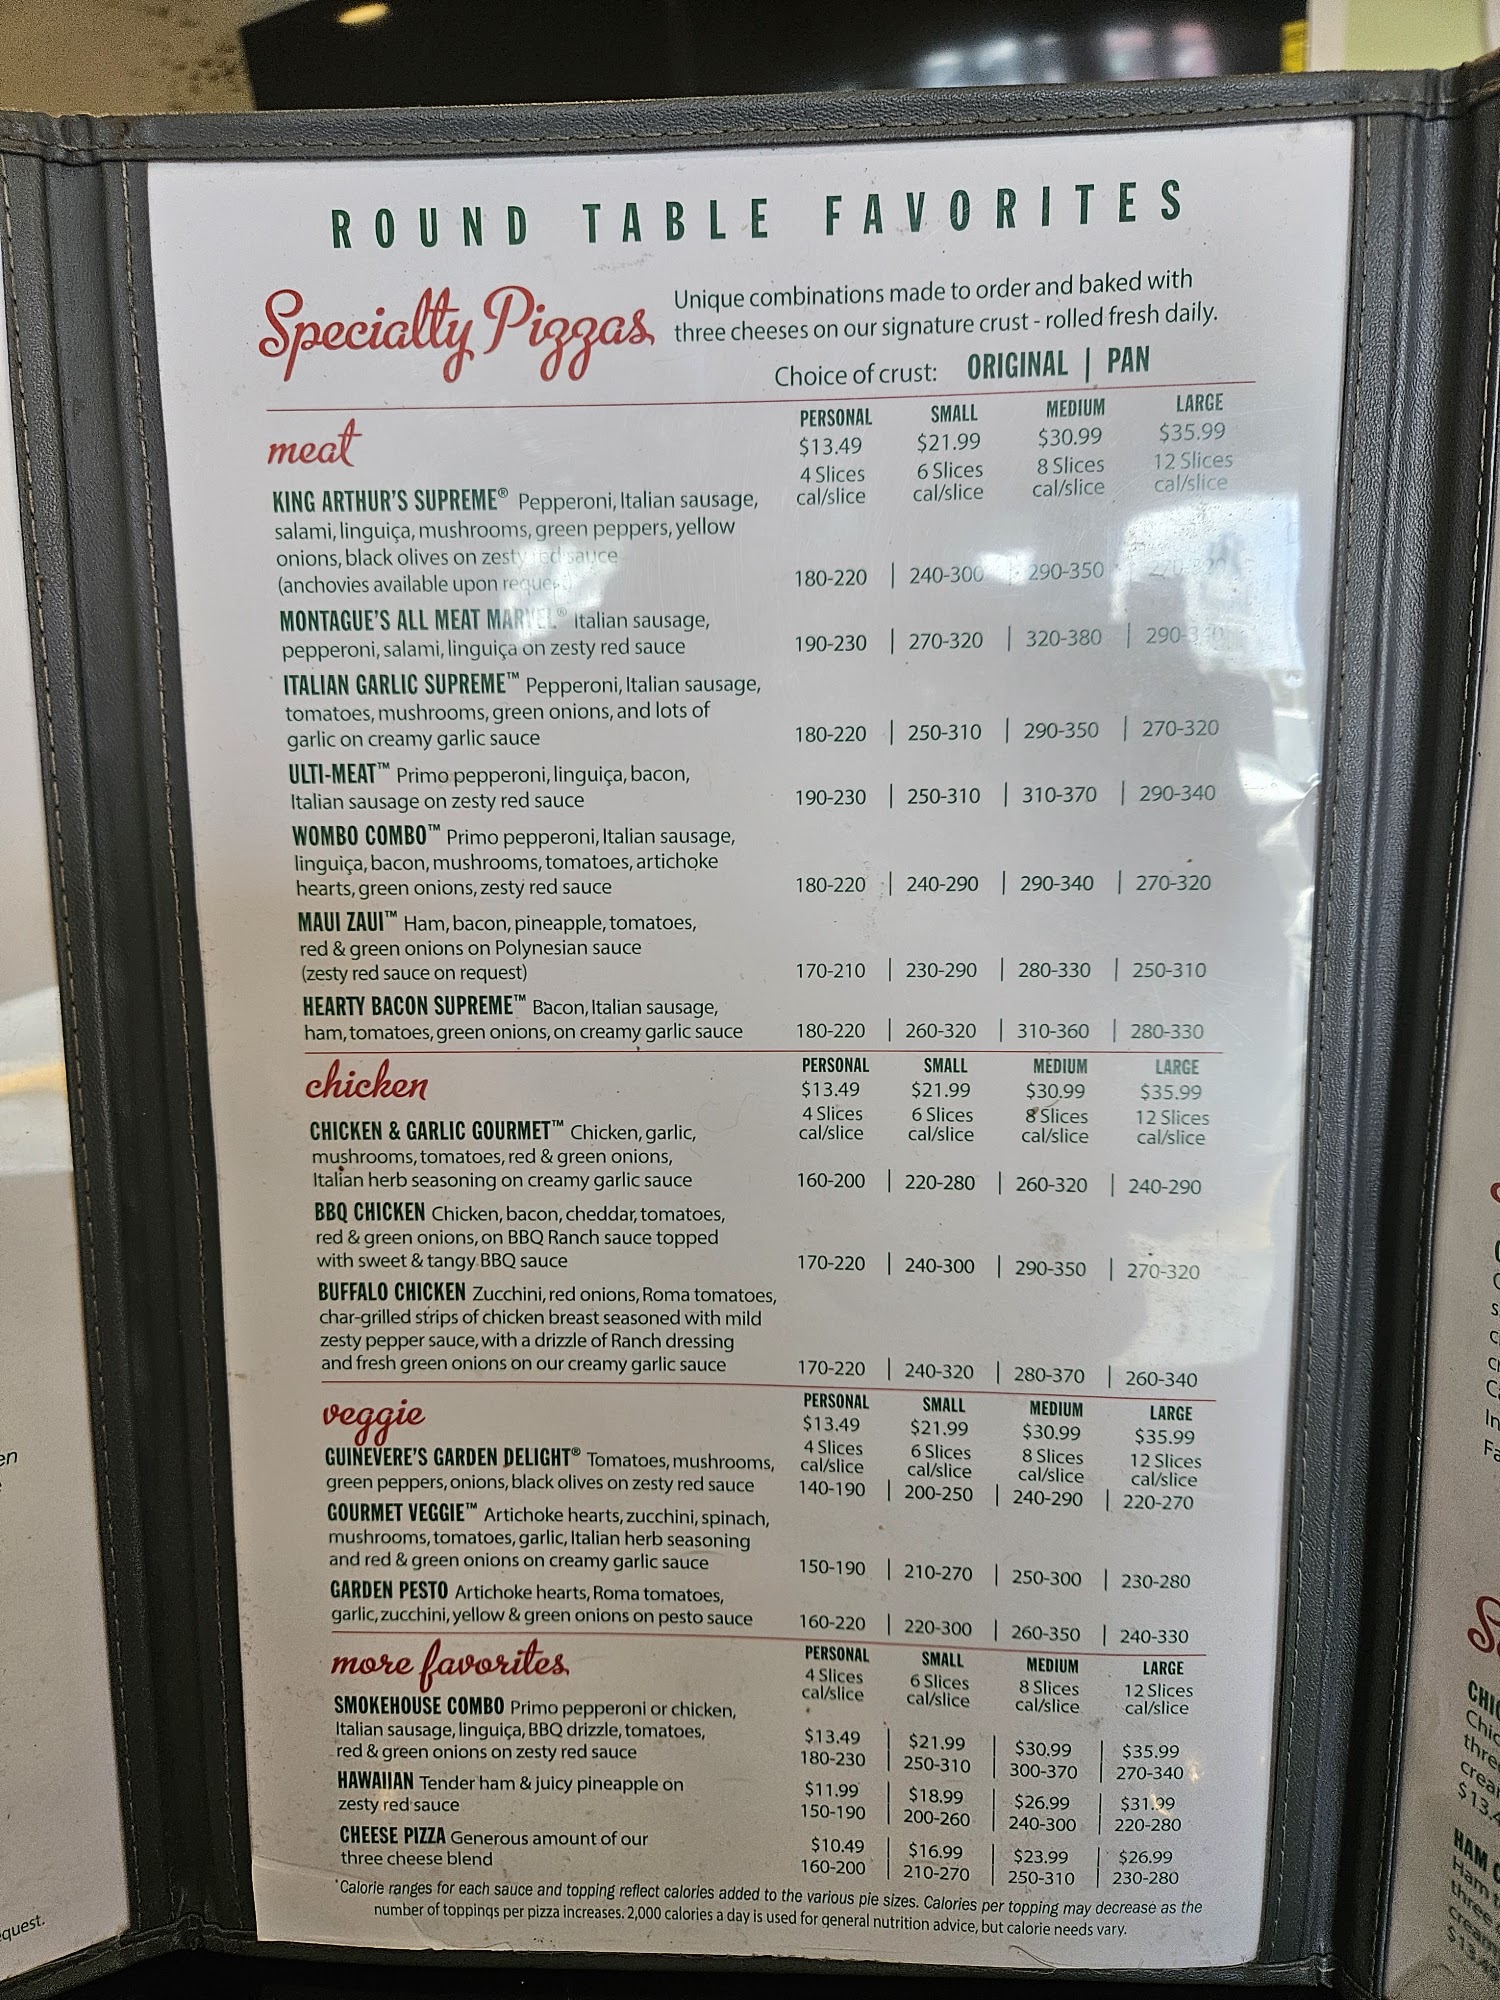 ROUND TABLE FAVORITES
Specialty Pizzas
Unique combinations made to order and baked with
three cheeses on our signature crust - rolled fresh daily.
Choice of crust: ORIGINAL | PAN
meat
PERSONAL SMALL MEDIUM LARGE
$13.49 $21.99 $30.99 $35.99
4 Slices 6 Slices 8 Slices 12 Slices
cal/slice cal/slice cal/slice cal/slice
KING ARTHUR'S SUPREME® Pepperoni, Italian sausage,
salami, linguiça, mushrooms, green peppers, yellow
onions, black olives on zesty red sauce
(anchovies available upon request)
180-220 | 240-300 | 290-350
MONTAGUE'S ALL MEAT MARVEL® Italian sausage,
pepperoni, salami, linguiça on zesty red sauce
190-230 | 270-320 | 320-380 | 290-340
ITALIAN GARLIC SUPREME™ Pepperoni, Italian sausage,
tomatoes, mushrooms, green onions, and lots of
garlic on creamy garlic sauce
180-220 | 250-310 | 290-350 | 270-320
ULTI-MEAT™ Primo pepperoni, linguiça, bacon,
Italian sausage on zesty red sauce
190-230 | 250-310 | 310-370 | 290-340
WOMBO COMBO™ Primo pepperoni, Italian sausage,
linguiça, bacon, mushrooms, tomatoes, artichoke
hearts, green onions, zesty red sauce
180-220 | 240-290 | 290-340 | 270-320
MAUI ZAUI™ Ham, bacon, pineapple, tomatoes,
red & green onions on Polynesian sauce
(zesty red sauce on request)
170-210 | 230-290 | 280-330 | 250-310
HEARTY BACON SUPREME™ Bacon, Italian sausage,
ham, tomatoes, green onions, on creamy garlic sauce
180-220 | 260-320 | 310-360 | 280-330
chicken
PERSONAL SMALL MEDIUM LARGE
$13.49 $21.99 $30.99 $35.99
4 Slices 6 Slices 8 Slices 12 Slices
cal/slice cal/slice cal/slice cal/slice
CHICKEN & GARLIC GOURMET™ Chicken, garlic,
mushrooms, tomatoes, red & green onions,
Italian herb seasoning on creamy garlic sauce
160-200 | 220-280 | 260-320 | 240-290
BBQ CHICKEN Chicken, bacon, cheddar, tomatoes,
red & green onions, on BBQ Ranch sauce topped
with sweet & tangy BBQ sauce
170-220 | 240-300 | 290-350 | 270-320
BUFFALO CHICKEN Zucchini, red onions, Roma tomatoes,
char-grilled strips of chicken breast seasoned with mild
zesty pepper sauce, with a drizzle of Ranch dressing
and fresh green onions on our creamy garlic sauce
170-220 | 240-320 | 280-370 | 260-340
veggie
PERSONAL SMALL MEDIUM LARGE
$13.49 $21.99 $30.99 $35.99
4 Slices 6 Slices 8 Slices 12 Slices
cal/slice cal/slice cal/slice cal/slice
GUINEVERE'S GARDEN DELIGHT® Tomatoes, mushrooms,
green peppers, onions, black olives on zesty red sauce
140-190 | 200-250 | 240-290 | 220-270
GOURMET VEGGIE™ Artichoke hearts, zucchini, spinach,
mushrooms, tomatoes, garlic, Italian herb seasoning
and red & green onions on creamy garlic sauce
150-190 | 210-270 | 250-300 | 230-280
GARDEN PESTO Artichoke hearts, Roma tomatoes,
garlic, zucchini, yellow & green onions on pesto sauce
160-220 | 220-300 | 260-350 | 240-330
more favorites
PERSONAL SMALL MEDIUM LARGE
4 Slices 6 Slices 8 Slices 12 Slices
cal/slice cal/slice cal/slice cal/slice
SMOKEHOUSE COMBO Primo pepperoni or chicken,
Italian sausage, linguiça, BBQ drizzle, tomatoes,
red & green onions on zesty red sauce
$13.49 | $21.99 | $30.99 | $35.99
180-230 | 250-310 | 300-370 | 270-340
HAWAIIAN Tender ham & juicy pineapple on
zesty red sauce
$11.99 | $18.99 | $26.99 | $31.99
150-190 | 200-260 | 240-300 | 220-280
CHEESE PIZZA Generous amount of our
three cheese blend
$10.49 | $16.99 | $23.99 | $26.99
160-200 | 210-270 | 250-310 | 230-280
*Calorie ranges for each sauce and topping reflect calories added to the various pie sizes. Calories per topping may decrease as the
number of toppings per pizza increases. 2,000 calories a day is used for general nutrition advice, but calorie needs vary.